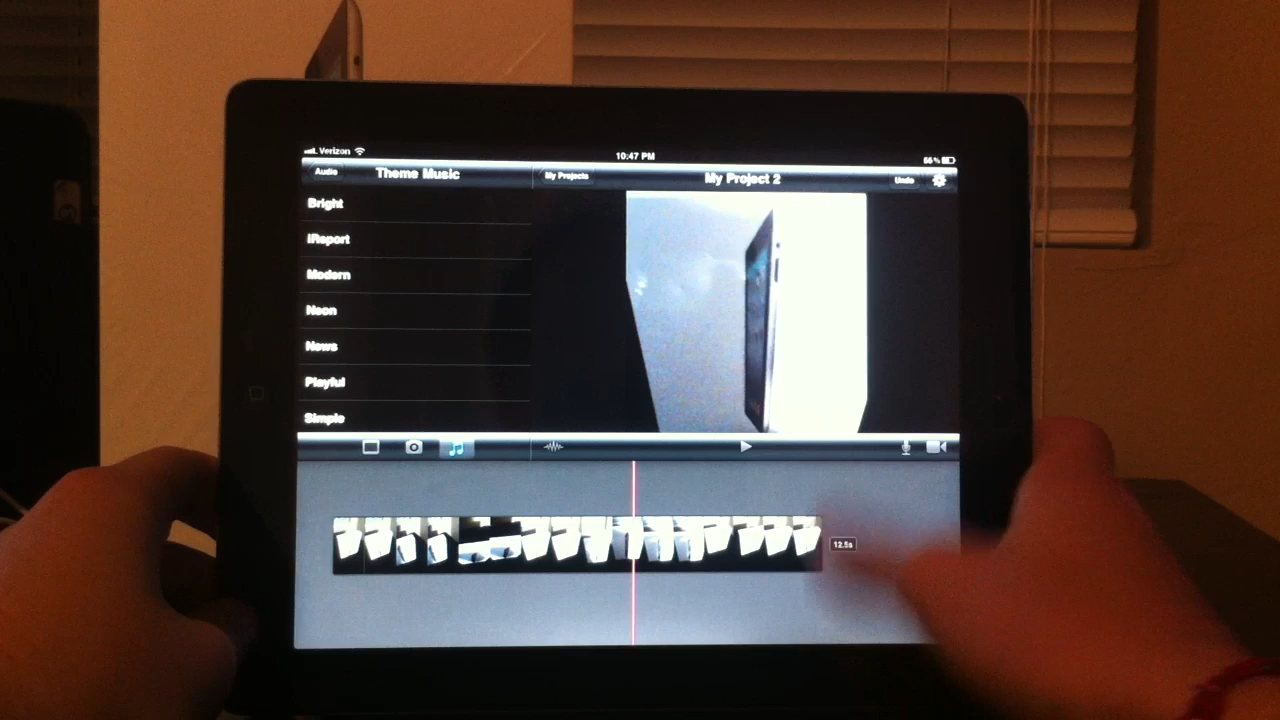 Verizon 10:47 PM 56%
Audio Theme Music My Projects My Project 2 Undo
Bright
iReport
Modern
Neon
News
Playful
Simple
12.5s